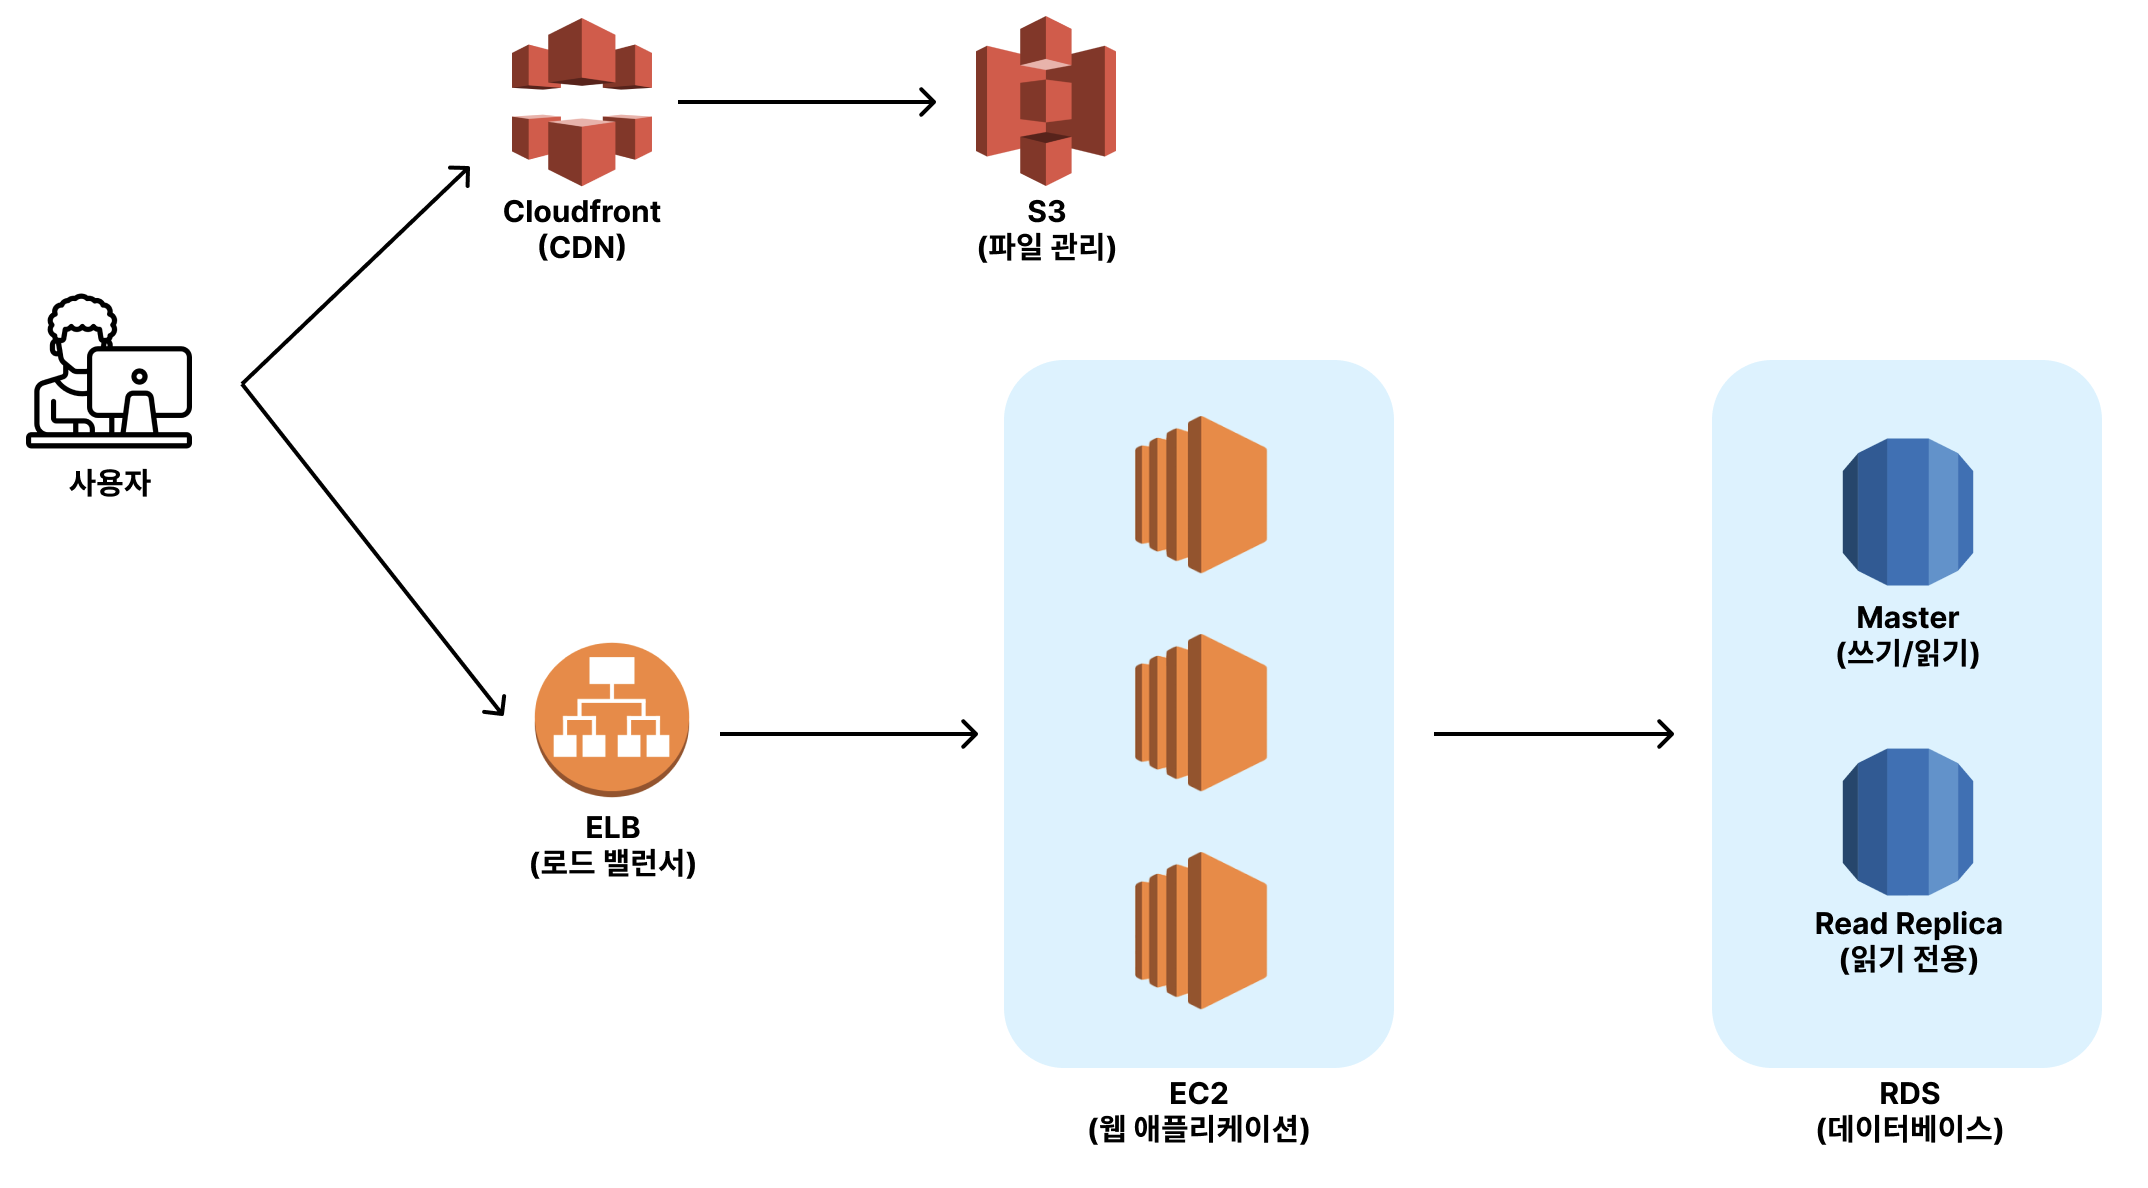 Cloudfront
(CDN)
S3
(파일 관리)
사용자
ELB
(로드 밸런서)
EC2
(웹 애플리케이션)
Master
(쓰기/읽기)
Read Replica
(읽기 전용)
RDS
(데이터베이스)